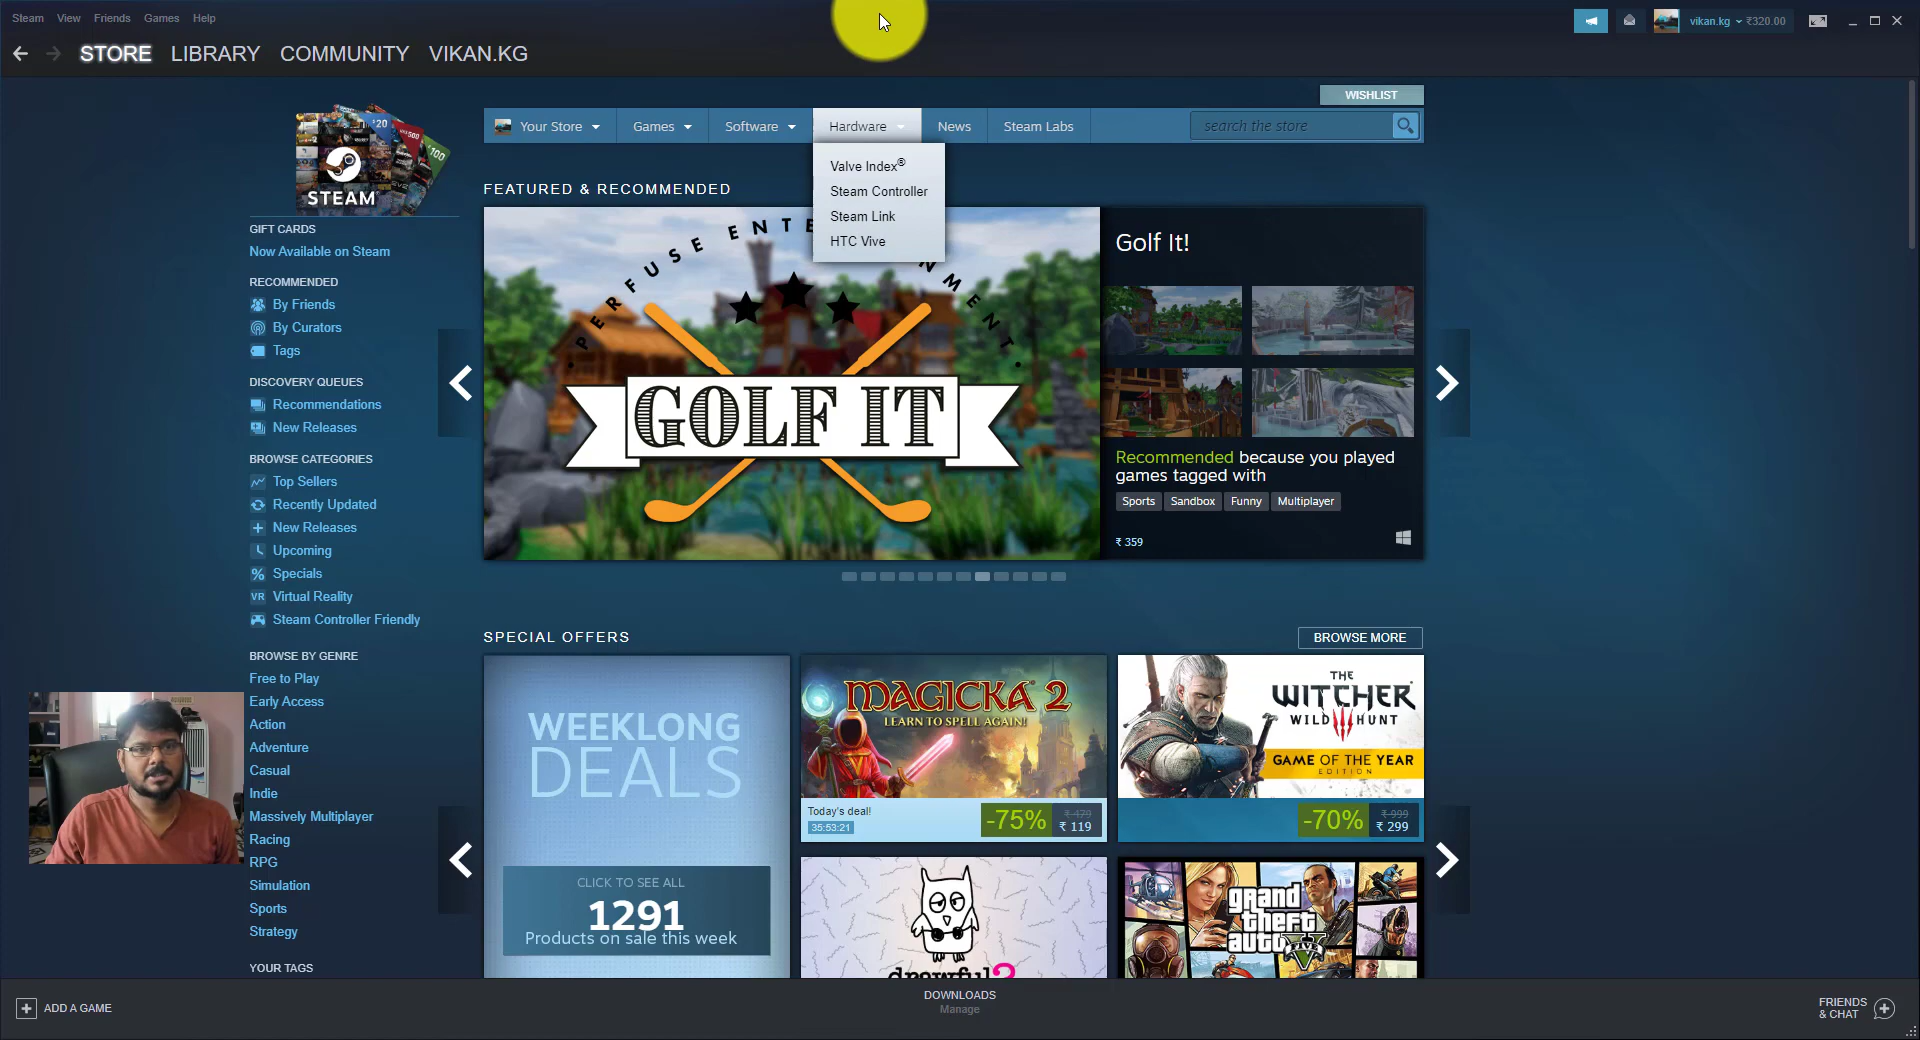 Steam View Friends Games Help
vikan.kg ₹320.00
STORE LIBRARY COMMUNITY VIKAN.KG
WISHLIST
Your Store Games Software Hardware News Steam Labs search the store
Valve Index®
Steam Controller
Steam Link
HTC Vive
STEAM
GIFT CARDS
Now Available on Steam
RECOMMENDED
By Friends
By Curators
Tags
DISCOVERY QUEUES
Recommendations
New Releases
BROWSE CATEGORIES
Top Sellers
Recently Updated
New Releases
Upcoming
Specials
VR Virtual Reality
Steam Controller Friendly
BROWSE BY GENRE
Free to Play
Early Access
Action
Adventure
Casual
Indie
Massively Multiplayer
Racing
RPG
Simulation
Sports
Strategy
YOUR TAGS
FEATURED & RECOMMENDED
GOLF IT
Golf It!
Recommended because you played
games tagged with
Sports Sandbox Funny Multiplayer
₹ 359
SPECIAL OFFERS
BROWSE MORE
WEEKLONG
DEALS
CLICK TO SEE ALL
1291
Products on sale this week
MAGICKA 2
LEARN TO SPELL AGAIN!
Today's deal!
35:53:21
-75% ₹ 479
₹ 119
THE
WITCHER
WILD HUNT
GAME OF THE YEAR
EDITION
-70% ₹ 999
₹ 299
drawful 2
grand
theft
auto
FIVE
ADD A GAME
DOWNLOADS
Manage
FRIENDS
& CHAT